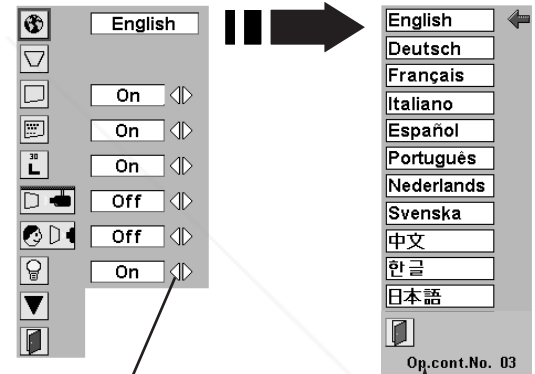 English
On
On
30
L
On
Off
Off
On
English
Deutsch
Français
Italiano
Español
Português
Nederlands
Svenska
中文
한글
日本語
Op.cont.No. 03